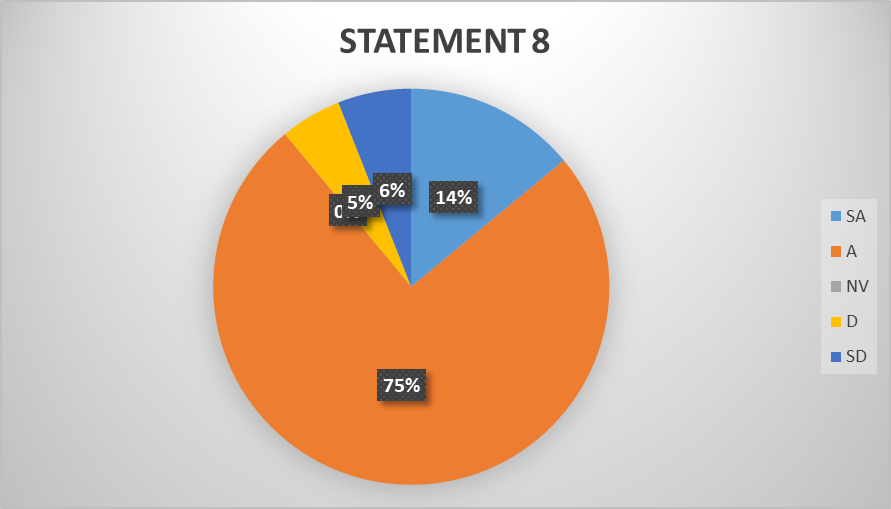 STATEMENT 8
6%
14%
5%
75%
SA
A
NV
D
SD